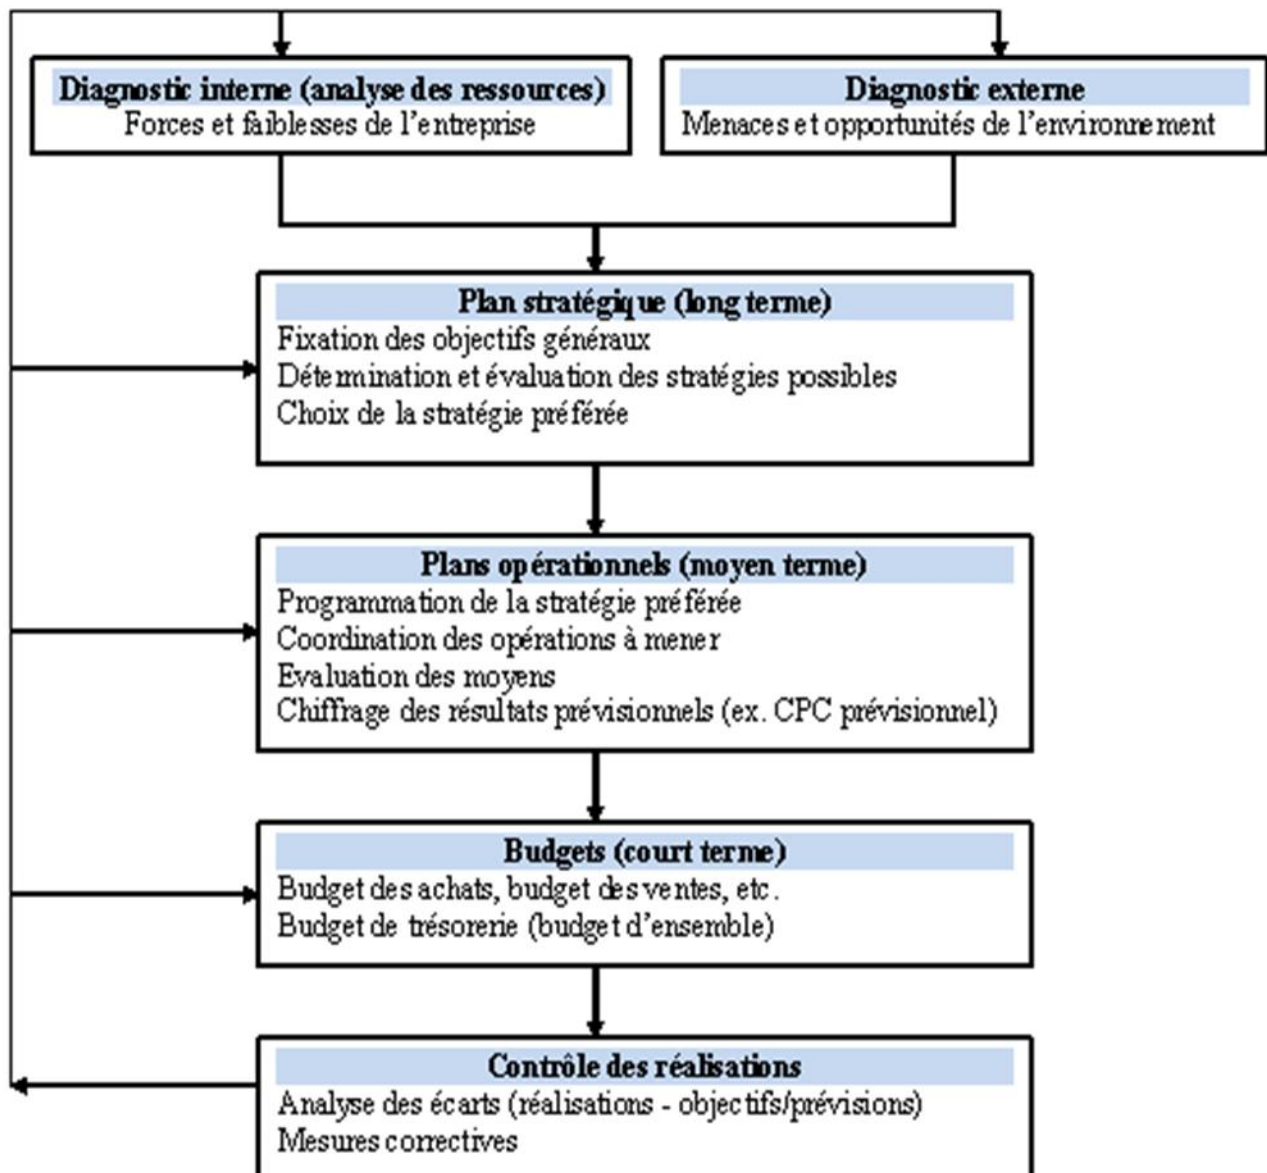 Diagnostic interne (analyse des ressources)
Forces et faiblesses de l'entreprise
Diagnostic externe
Menaces et opportunités de l'environnement
Plan stratégique (long terme)
Fixation des objectifs généraux
Détermination et évaluation des stratégies possibles
Choix de la stratégie préférée
Plans opérationnels (moyen terme)
Programmation de la stratégie préférée
Coordination des opérations à mener
Evaluation des moyens
Chiffrage des résultats prévisionnels (ex. CPC prévisionnel)
Budgets (court terme)
Budget des achats, budget des ventes, etc.
Budget de trésorerie (budget d'ensemble)
Contrôle des réalisations
Analyse des écarts (réalisations - objectifs/prévisions)
Mesures correctives